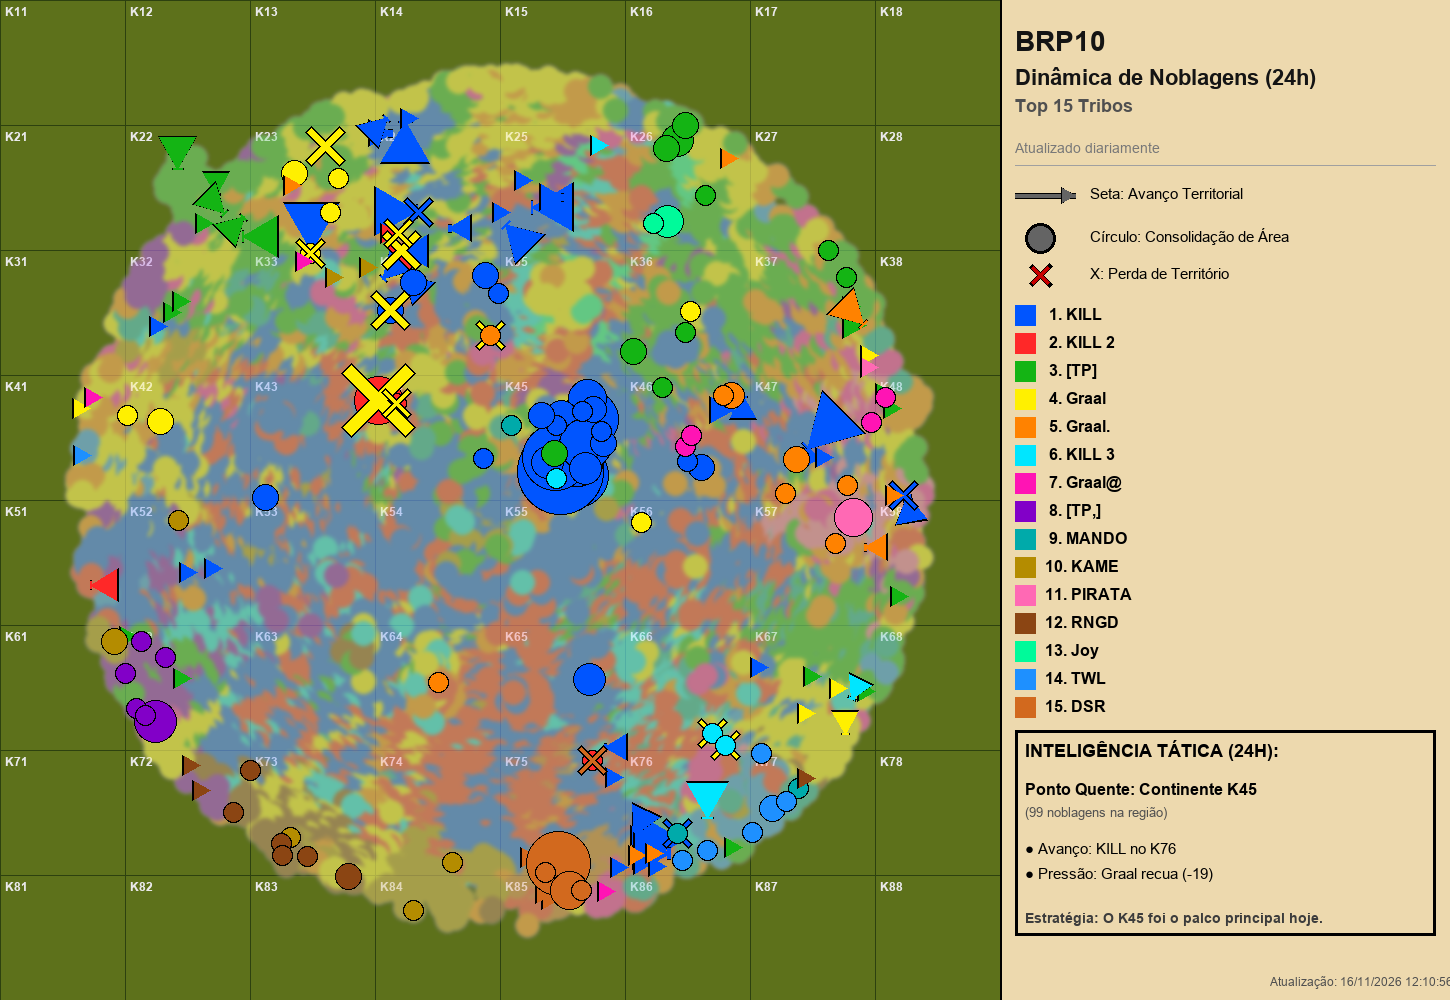 K11 K12 K13 K14 K15 K16 K17 K18
K21 K22 K23 K25 K26 K27 K28
K31 K32 K33 K35 K36 K37 K38
K41 K42 K43 K45 K46 K47 K48
K51 K52 K53 K54 K55 K56 K57
K61 K62 K63 K64 K65 K66 K67 K68
K71 K72 K73 K74 K75 K76 K77 K78
K81 K82 K83 K84 K85 K86 K87 K88
BRP10
Dinâmica de Noblagens (24h)
Top 15 Tribos
Atualizado diariamente
Seta: Avanço Territorial
Círculo: Consolidação de Área
X: Perda de Território
1. KILL
2. KILL 2
3. [TP]
4. Graal
5. Graal.
6. KILL 3
7. Graal@
8. [TP,]
9. MANDO
10. KAME
11. PIRATA
12. RNGD
13. Joy
14. TWL
15. DSR
INTELIGÊNCIA TÁTICA (24H):
Ponto Quente: Continente K45
(99 noblagens na região)
● Avanço: KILL no K76
● Pressão: Graal recua (-19)
Estratégia: O K45 foi o palco principal hoje.
Atualização: 16/11/2026 12:10:56